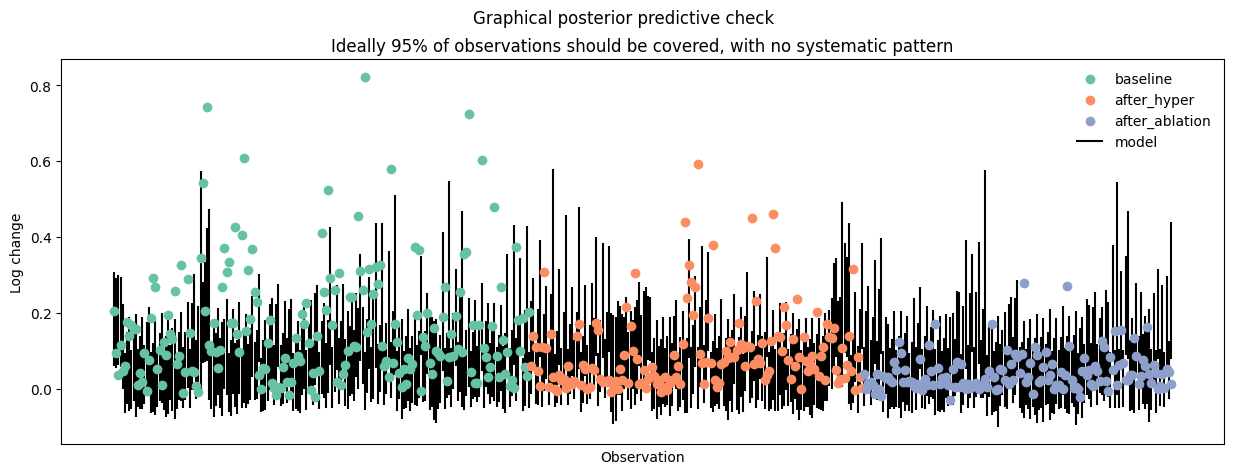 Graphical posterior predictive check
Ideally 95% of observations should be covered, with no systematic pattern
baseline
after_hyper
after_ablation
model
0.8
0.6
0.4
0.2
0.0
Log change
Observation